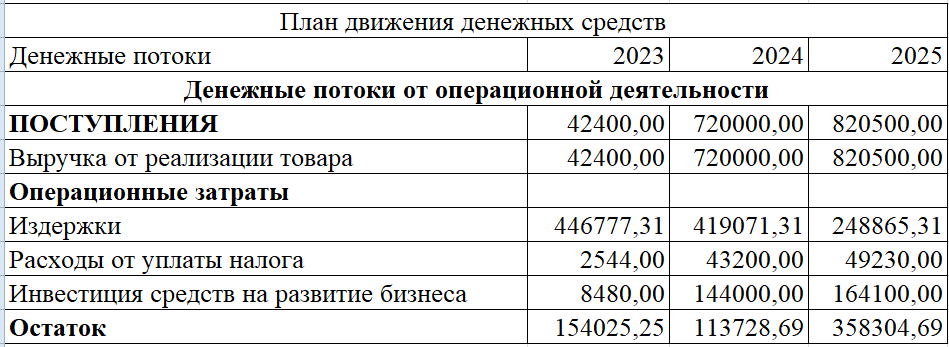 План движения денежных средств
Денежные потоки 2023 2024 2025
Денежные потоки от операционной деятельности
ПОСТУПЛЕНИЯ 42400,00 720000,00 820500,00
Выручка от реализации товара 42400,00 720000,00 820500,00
Операционные затраты
Издержки 446777,31 419071,31 248865,31
Расходы от уплаты налога 2544,00 43200,00 49230,00
Инвестиция средств на развитие бизнеса 8480,00 144000,00 164100,00
Остаток 154025,25 113728,69 358304,69